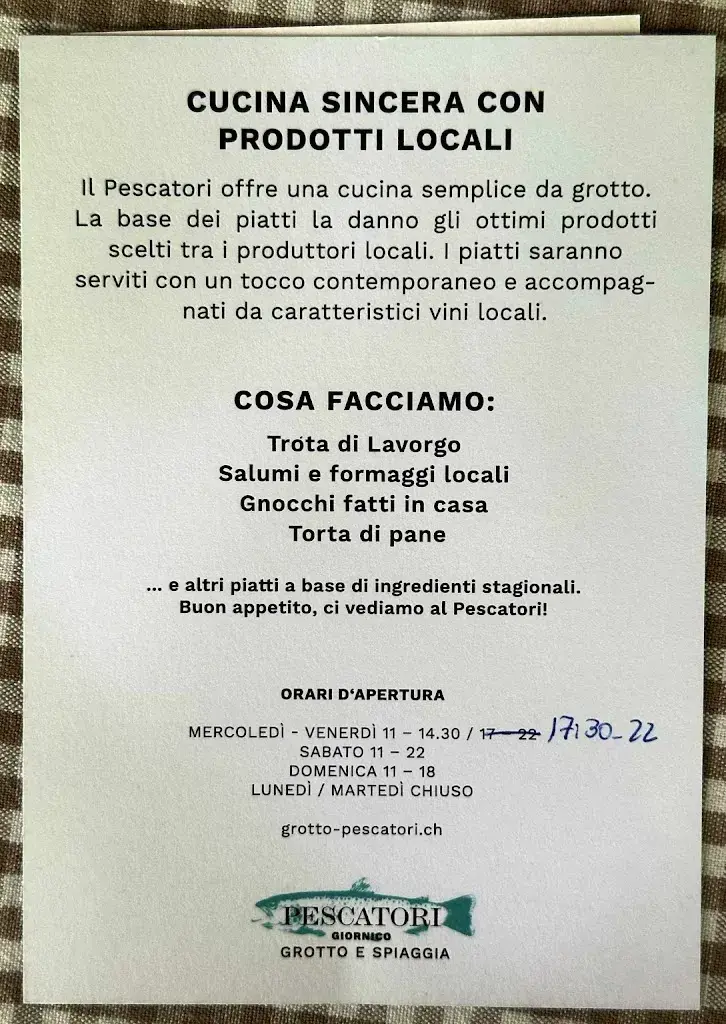 CUCINA SINCERA CON
PRODOTTI LOCALI
Il Pescatori offre una cucina semplice da grotto.
La base dei piatti la danno gli ottimi prodotti
scelti tra i produttori locali. I piatti saranno
serviti con un tocco contemporaneo e accompag-
nati da caratteristici vini locali.
COSA FACCIAMO:
Trota di Lavorgo
Salumi e formaggi locali
Gnocchi fatti in casa
Torta di pane
... e altri piatti a base di ingredienti stagionali.
Buon appetito, ci vediamo al Pescatori!
ORARI D‘APERTURA
MERCOLEDÌ - VENERDÌ 11 – 14.30 / 17 – 22 17:30-22
SABATO 11 – 22
DOMENICA 11 – 18
LUNEDÌ / MARTEDÌ CHIUSO
grotto-pescatori.ch
PESCATORI
GIORNICO
GROTTO E SPIAGGIA